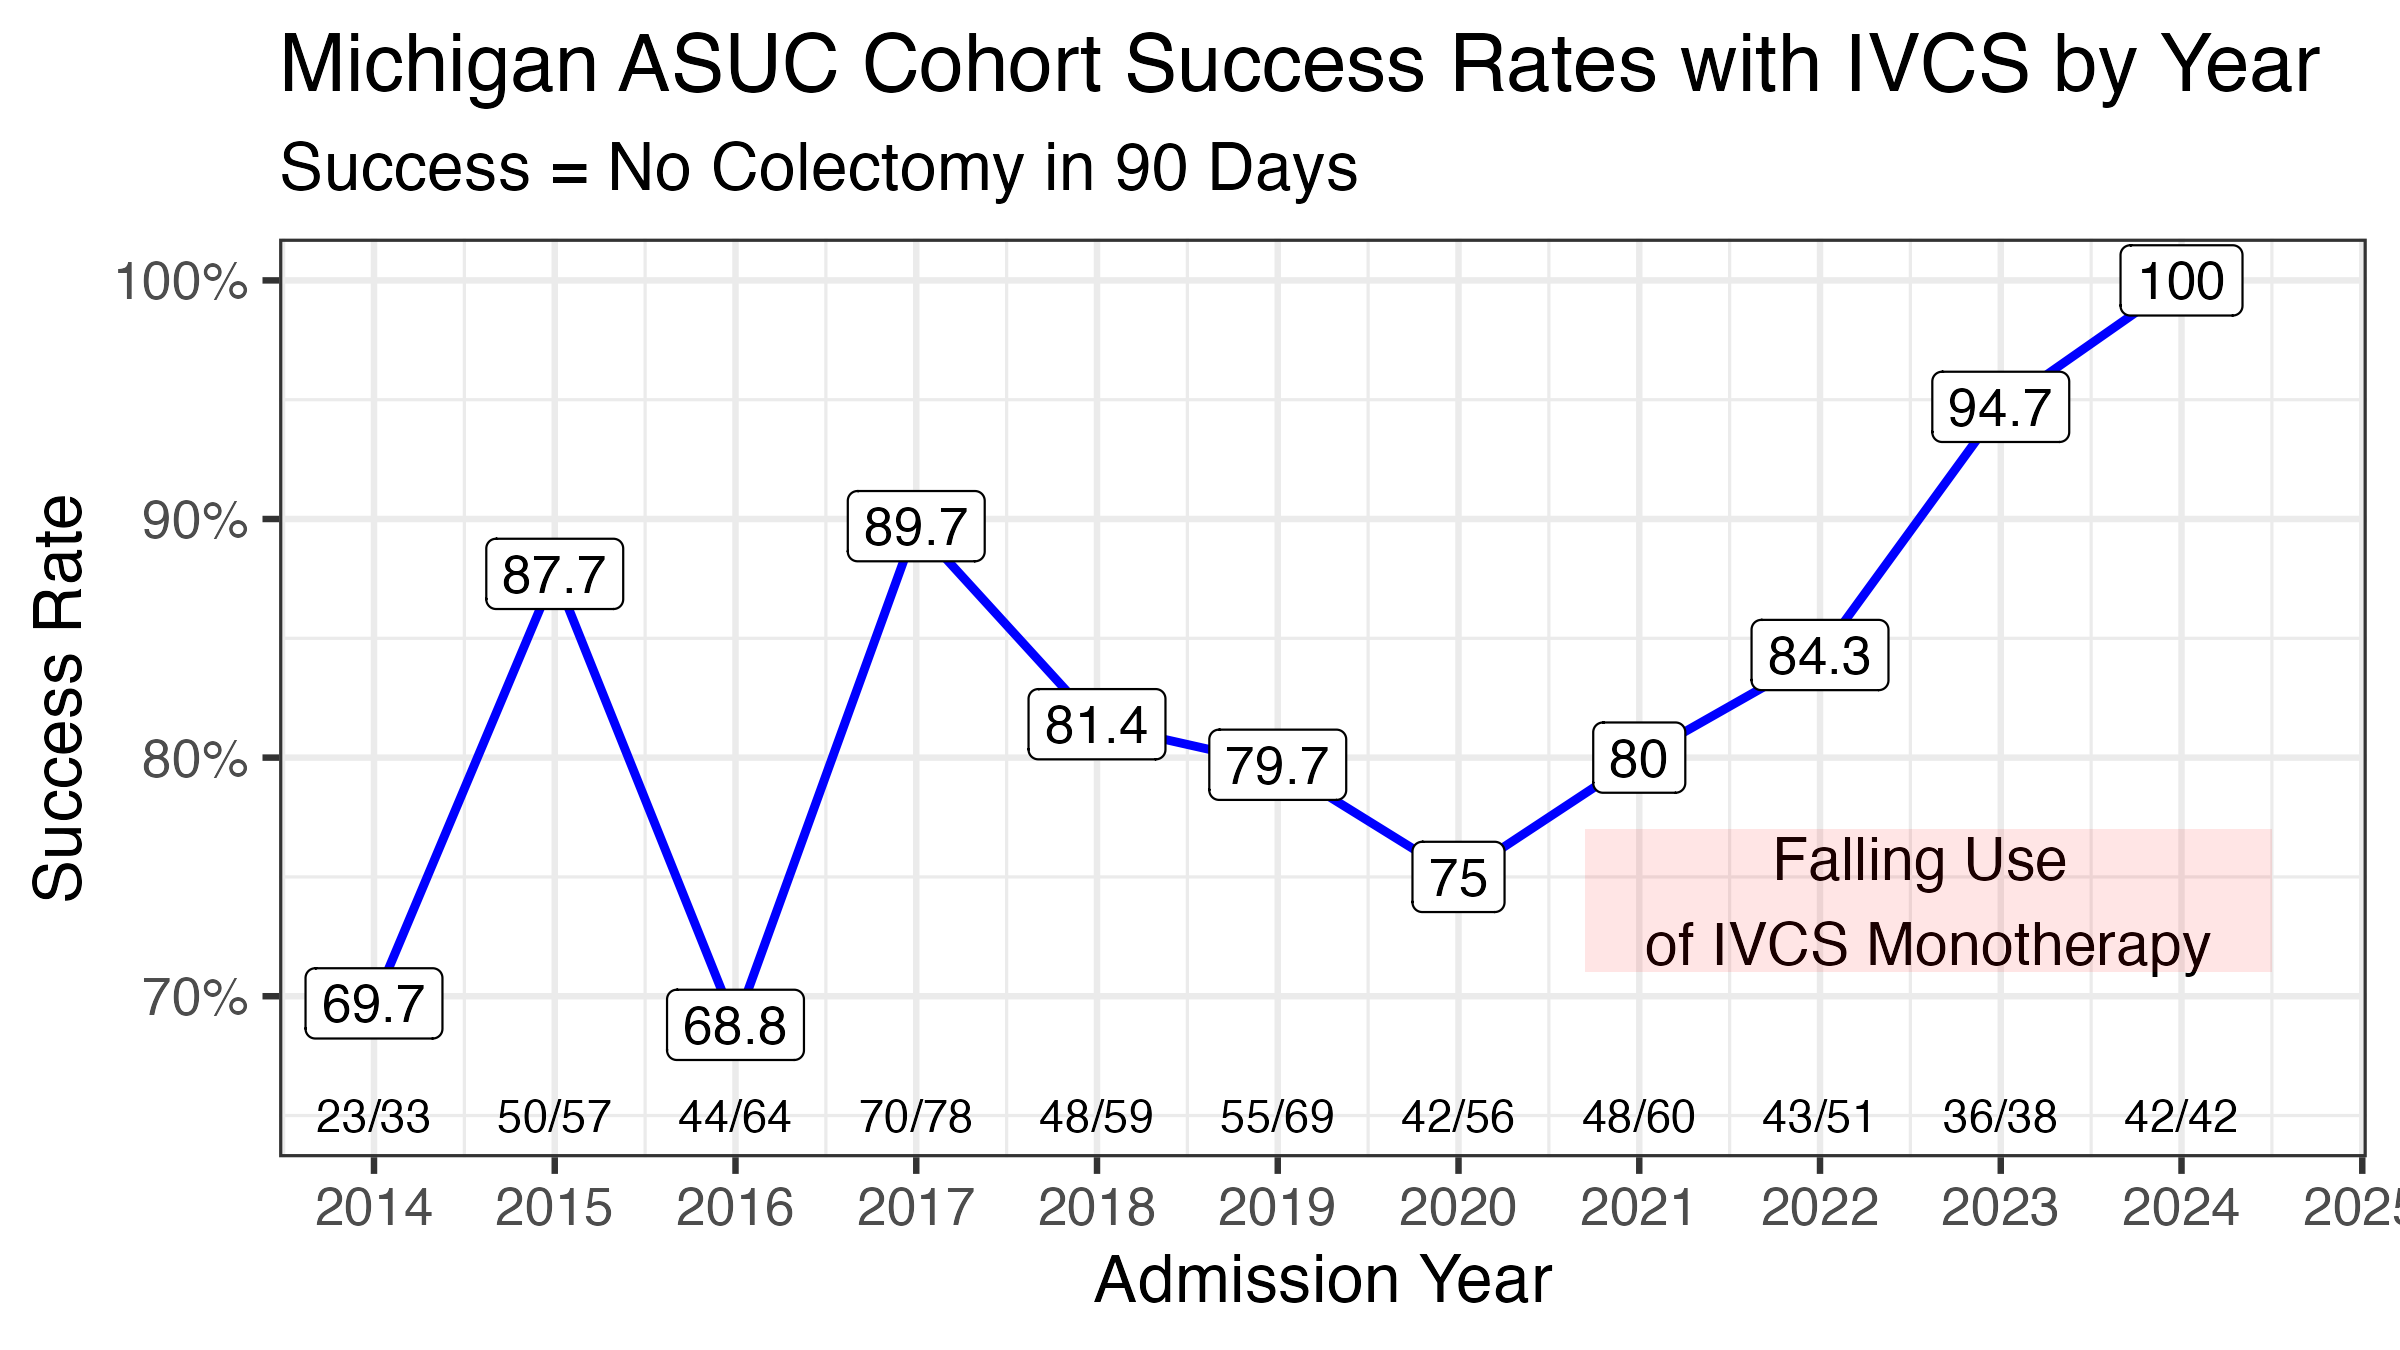 Michigan ASUC Cohort Success Rates with IVCS by Year
Success = No Colectomy in 90 Days
Success Rate
100%
90%
80%
70%
69.7
87.7
68.8
89.7
81.4
79.7
75
80
84.3
94.7
100
Falling Use
of IVCS Monotherapy
23/33 50/57 44/64 70/78 48/59 55/69 42/56 48/60 43/51 36/38 42/42
2014 2015 2016 2017 2018 2019 2020 2021 2022 2023 2024 2025
Admission Year